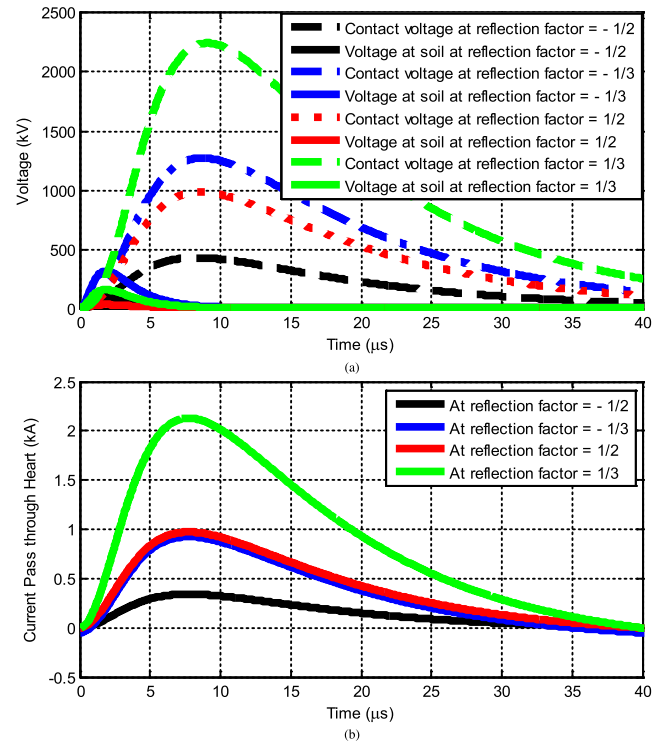 2500
2000
1500
1000
500
0
Voltage (kV)
Contact voltage at reflection factor = - 1/2
Voltage at soil at reflection factor = - 1/2
Contact voltage at reflection factor = - 1/3
Voltage at soil at reflection factor = - 1/3
Contact voltage at reflection factor = 1/2
Voltage at soil at reflection factor = 1/2
Contact voltage at reflection factor = 1/3
Voltage at soil at reflection factor = 1/3
0 5 10 15 20 25 30 35 40
Time (µs)
(a)
2.5
2
1.5
1
0.5
0
-0.5
Current Pass through Heart (kA)
At reflection factor = - 1/2
At reflection factor = - 1/3
At reflection factor = 1/2
At reflection factor = 1/3
0 5 10 15 20 25 30 35 40
Time (µs)
(b)